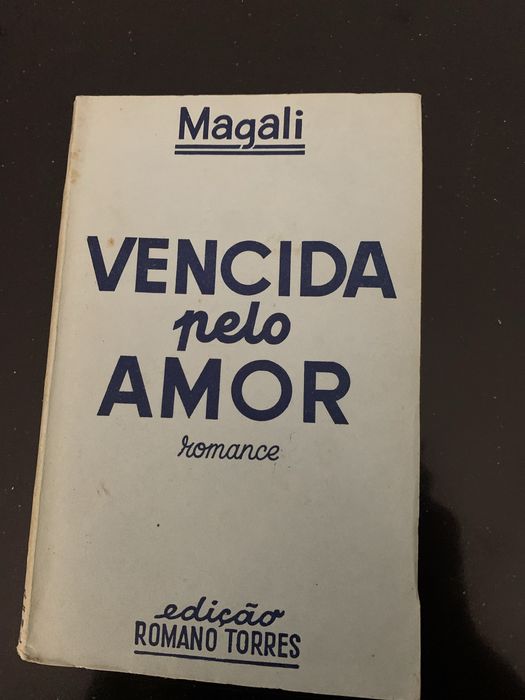 Magali
VENCIDA
pelo
AMOR
romance
edição
ROMANO TORRES